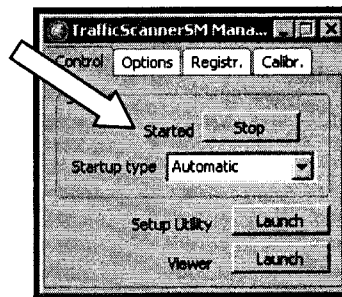 TrafficScannerSM Mana...
Control Options Registr. Calibr.
Started Stop
Startup type Automatic
Setup Utility Launch
Viewer Launch